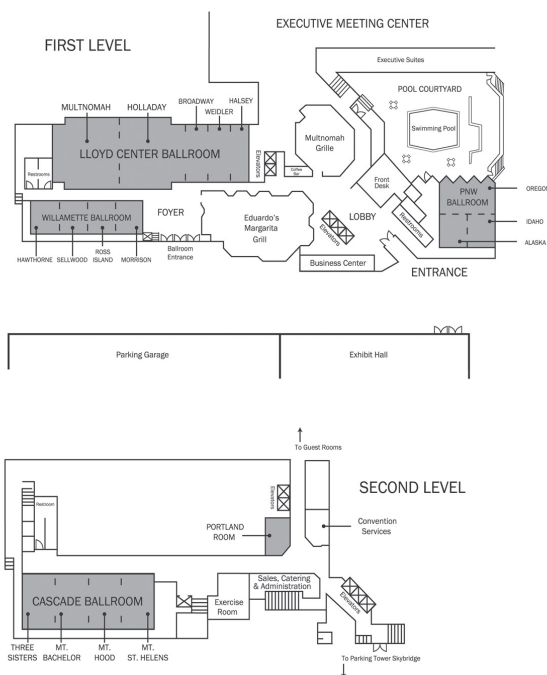 EXECUTIVE MEETING CENTER
FIRST LEVEL
Executive Suites
POOL COURTYARD
BROADWAY
HALSEY
MULTNOMAH
HOLLADAY
WEIDLER
Swimming Pool
Multnomah
Grille
LLOYD CENTER BALLROOM
Elevators
Coffee
Bar
Restrooms
Front
Desk
PNW
BALLROOM
OREGON
WILLAMETTE BALLROOM
FOYER
Eduardo's
Margarita
Grill
LOBBY
Restrooms
IDAHO
Elevators
ALASKA
HAWTHORNE
SELLWOOD
ROSS
ISLAND
MORRISON
Ballroom
Entrance
Business Center
ENTRANCE
Parking Garage
Exhibit Hall
To Guest Rooms
SECOND LEVEL
Restroom
Elevators
PORTLAND
ROOM
Convention
Services
Sales, Catering
& Administration
CASCADE BALLROOM
Exercise
Room
Elevators
THREE
SISTERS
MT.
BACHELOR
MT.
HOOD
MT.
ST. HELENS
To Parking Tower Skybridge